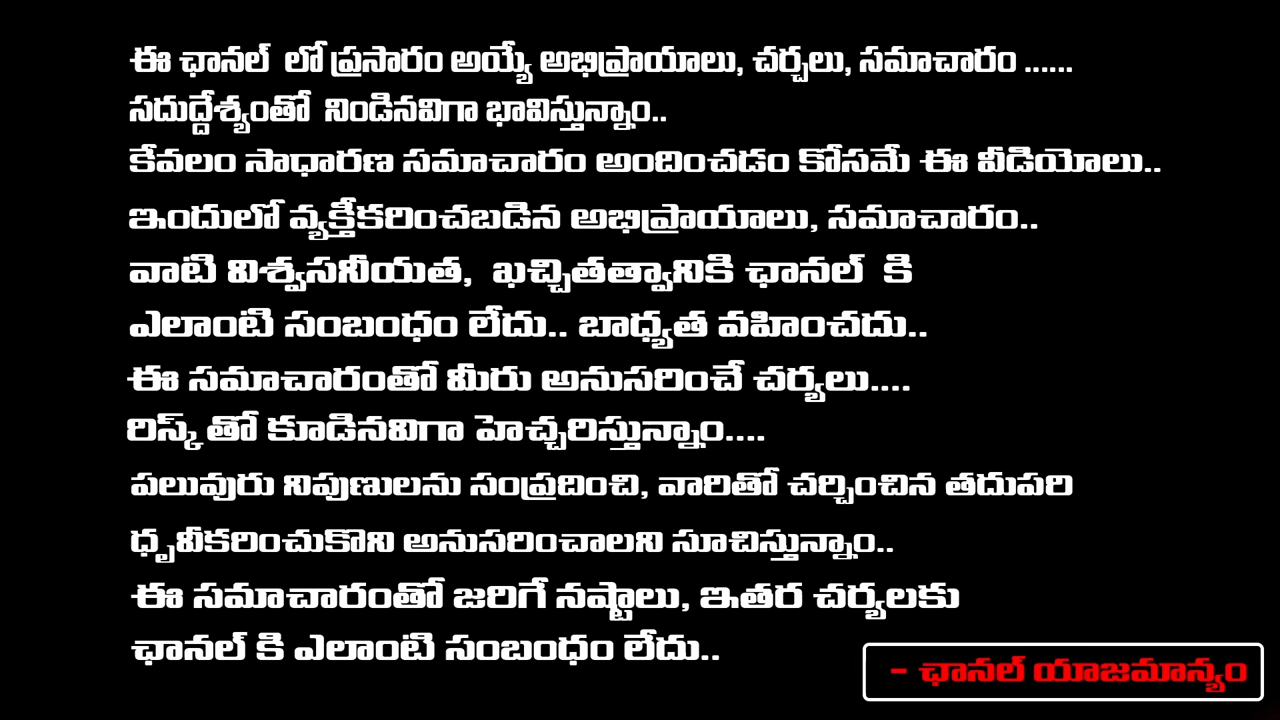 ఈ ఛానల్ లో ప్రసారం అయ్యే అభిప్రాయాలు, చర్చలు, సమాచారం ......
సదుద్దేశ్యంతో నిండినవిగా భావిస్తున్నాం..
కేవలం సాధారణ సమాచారం అందించడం కోసమే ఈ వీడియోలు..
ఇందులో వ్యక్తీకరించబడిన అభిప్రాయాలు, సమాచారం..
వాటి విశ్వసనీయత, ఖచ్చితత్వానికి ఛానల్ కి
ఎలాంటి సంబంధం లేదు.. బాధ్యత వహించదు..
ఈ సమాచారంతో మీరు అనుసరించే చర్యలు....
రిస్క్ తో కూడినవిగా హెచ్చరిస్తున్నాం....
పలువురు నిపుణులను సంప్రదించి, వారితో చర్చించిన తదుపరి
ధృవీకరించుకొని అనుసరించాలని సూచిస్తున్నాం..
ఈ సమాచారంతో జరిగే నష్టాలు, ఇతర చర్యలకు
ఛానల్ కి ఎలాంటి సంబంధం లేదు..
- ఛానల్ యాజమాన్యం